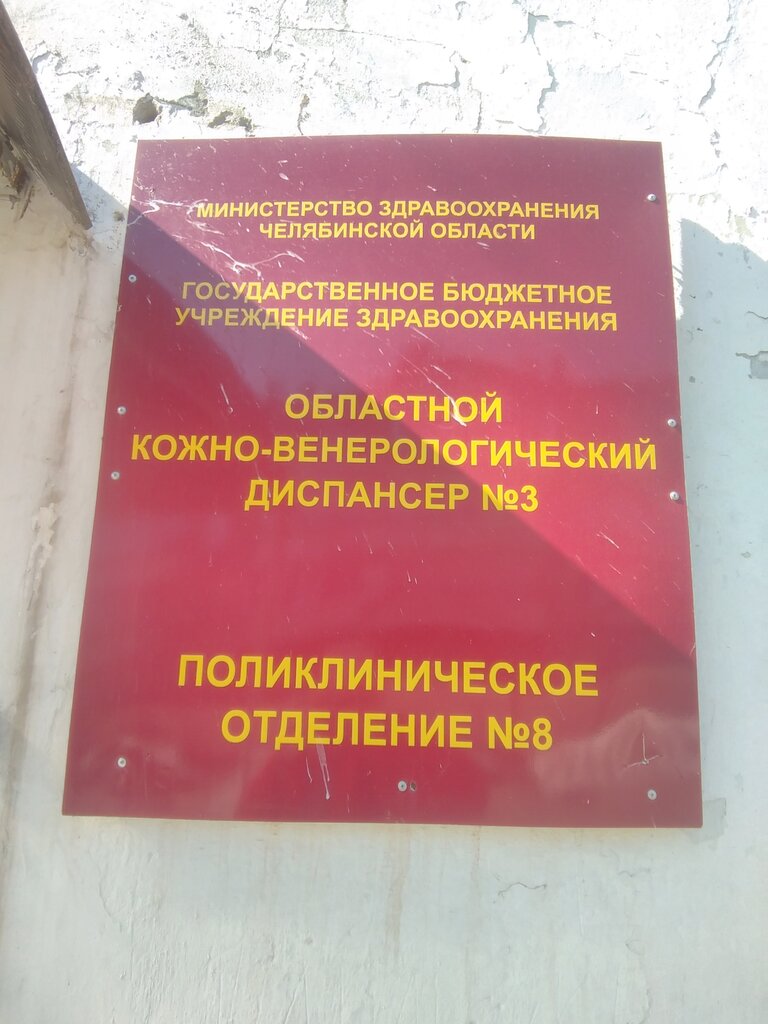 МИНИСТЕРСТВО ЗДРАВООХРАНЕНИЯ
ЧЕЛЯБИНСКОЙ ОБЛАСТИ
ГОСУДАРСТВЕННОЕ БЮДЖЕТНОЕ
УЧРЕЖДЕНИЕ ЗДРАВООХРАНЕНИЯ
ОБЛАСТНОЙ
КОЖНО-ВЕНЕРОЛОГИЧЕСКИЙ
ДИСПАНСЕР №3
ПОЛИКЛИНИЧЕСКОЕ
ОТДЕЛЕНИЕ №8